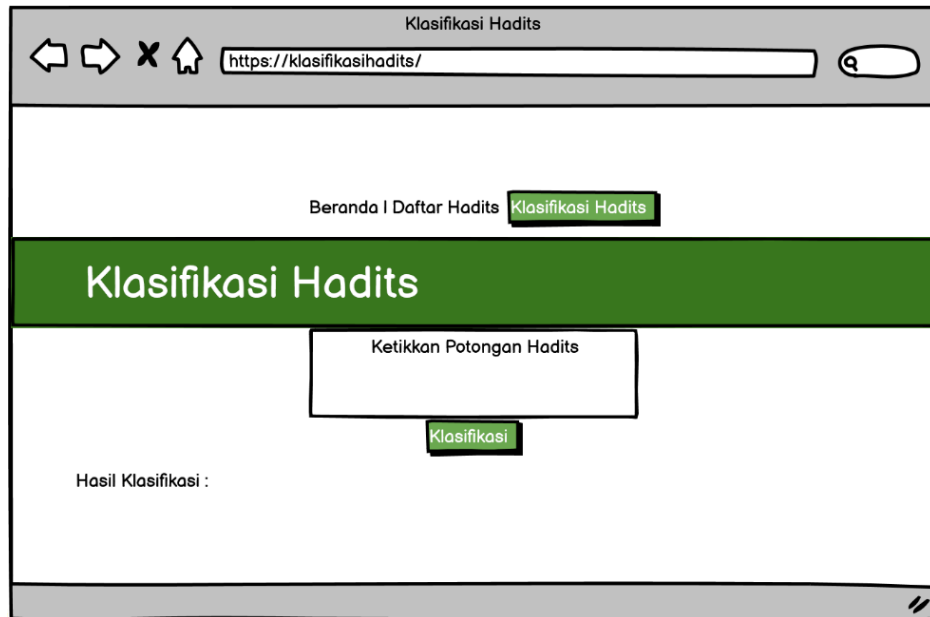 Klasifikasi Hadits
https://klasifikasihadits/
Beranda | Daftar Hadits Klasifikasi Hadits
Klasifikasi Hadits
Ketikkan Potongan Hadits
Klasifikasi
Hasil Klasifikasi :